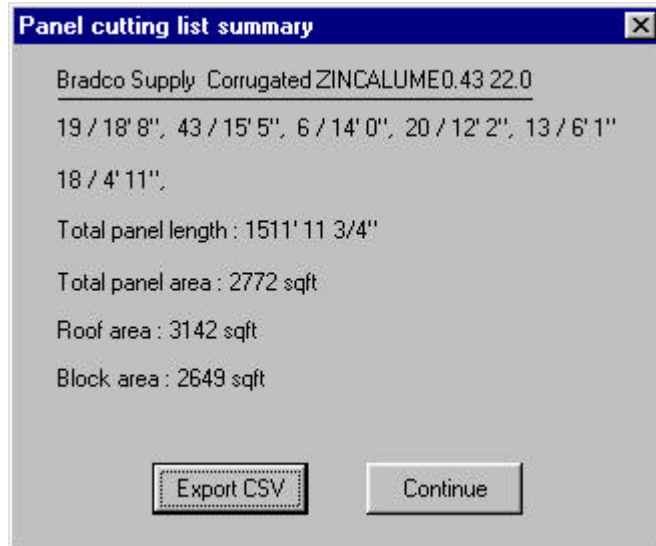 Panel cutting list summary
Bradco Supply Corrugated ZINCALUME0.43 22.0
19 / 18' 8", 43 / 15' 5", 6 / 14' 0", 20 / 12' 2", 13 / 6' 1"
18 / 4' 11",
Total panel length : 1511' 11 3/4"
Total panel area : 2772 sqft
Roof area : 3142 sqft
Block area : 2649 sqft
Export CSV
Continue